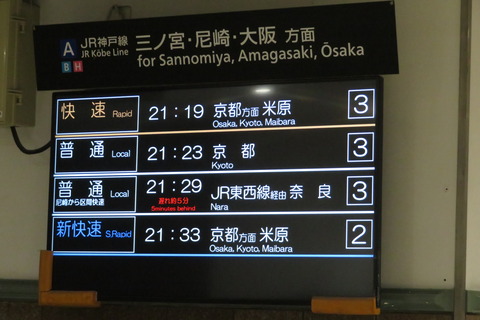 A JR神戸線 三ノ宮・尼崎・大阪 方面
B H JR Kōbe Line for Sannomiya, Amagasaki, Ōsaka
快速 Rapid 21:19 京都方面 米原 3
Osaka, Kyoto, Maibara
普通 Local 21:23 京都 3
Kyoto
普通 Local 21:29 JR東西線経由 奈良 3
尼崎から区間快速 遅れ約5分
5minutes behind Nara
新快速 S.Rapid 21:33 京都方面 米原 2
Osaka, Kyoto, Maibara